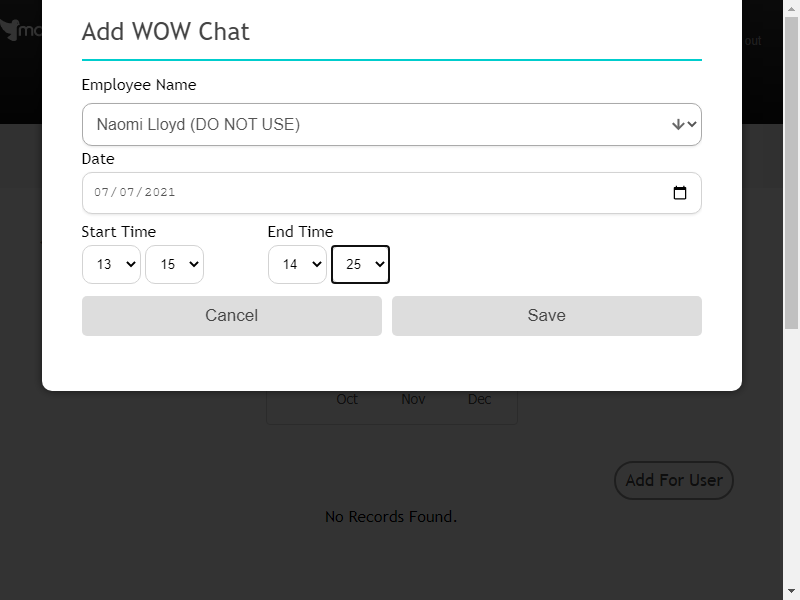 Add WOW Chat
out
Employee Name
Naomi Lloyd (DO NOT USE)
Date
07/07/2021
Start Time
End Time
13
15
14
25
Cancel
Save
Oct
Nov
Dec
Add For User
No Records Found.